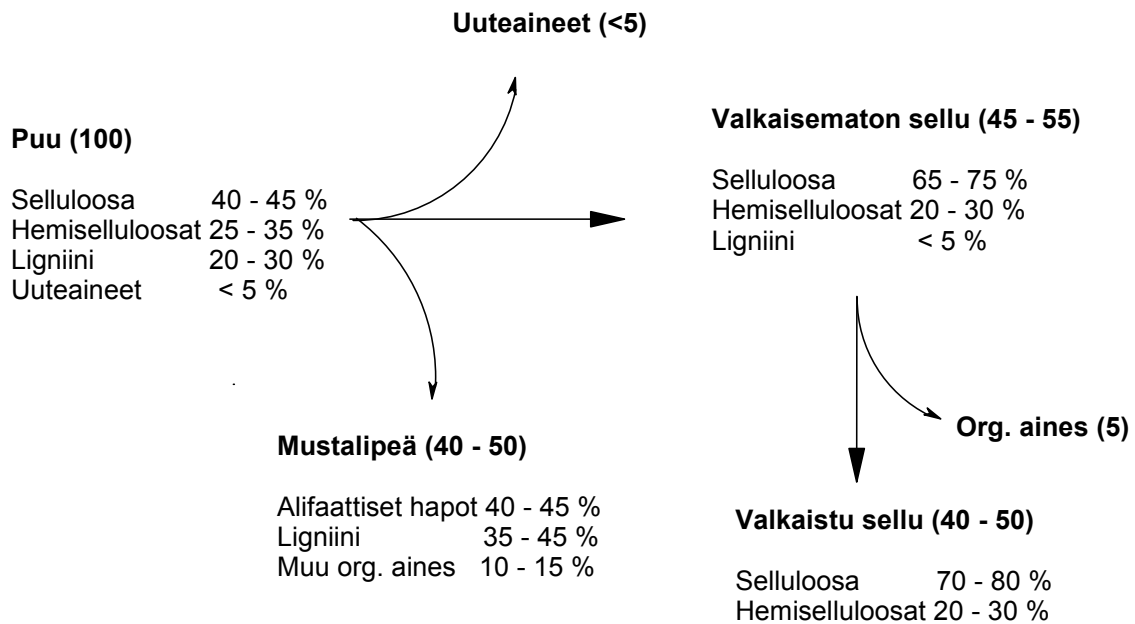 Uuteaineet (<5)
Puu (100)
Selluloosa 40 - 45 %
Hemiselluloosat 25 - 35 %
Ligniini 20 - 30 %
Uuteaineet < 5 %
Valkaisematon sellu (45 - 55)
Selluloosa 65 - 75 %
Hemiselluloosat 20 - 30 %
Ligniini < 5 %
Mustalipeä (40 - 50)
Alifaattiset hapot 40 - 45 %
Ligniini 35 - 45 %
Muu org. aines 10 - 15 %
Org. aines (5)
Valkaistu sellu (40 - 50)
Selluloosa 70 - 80 %
Hemiselluloosat 20 - 30 %